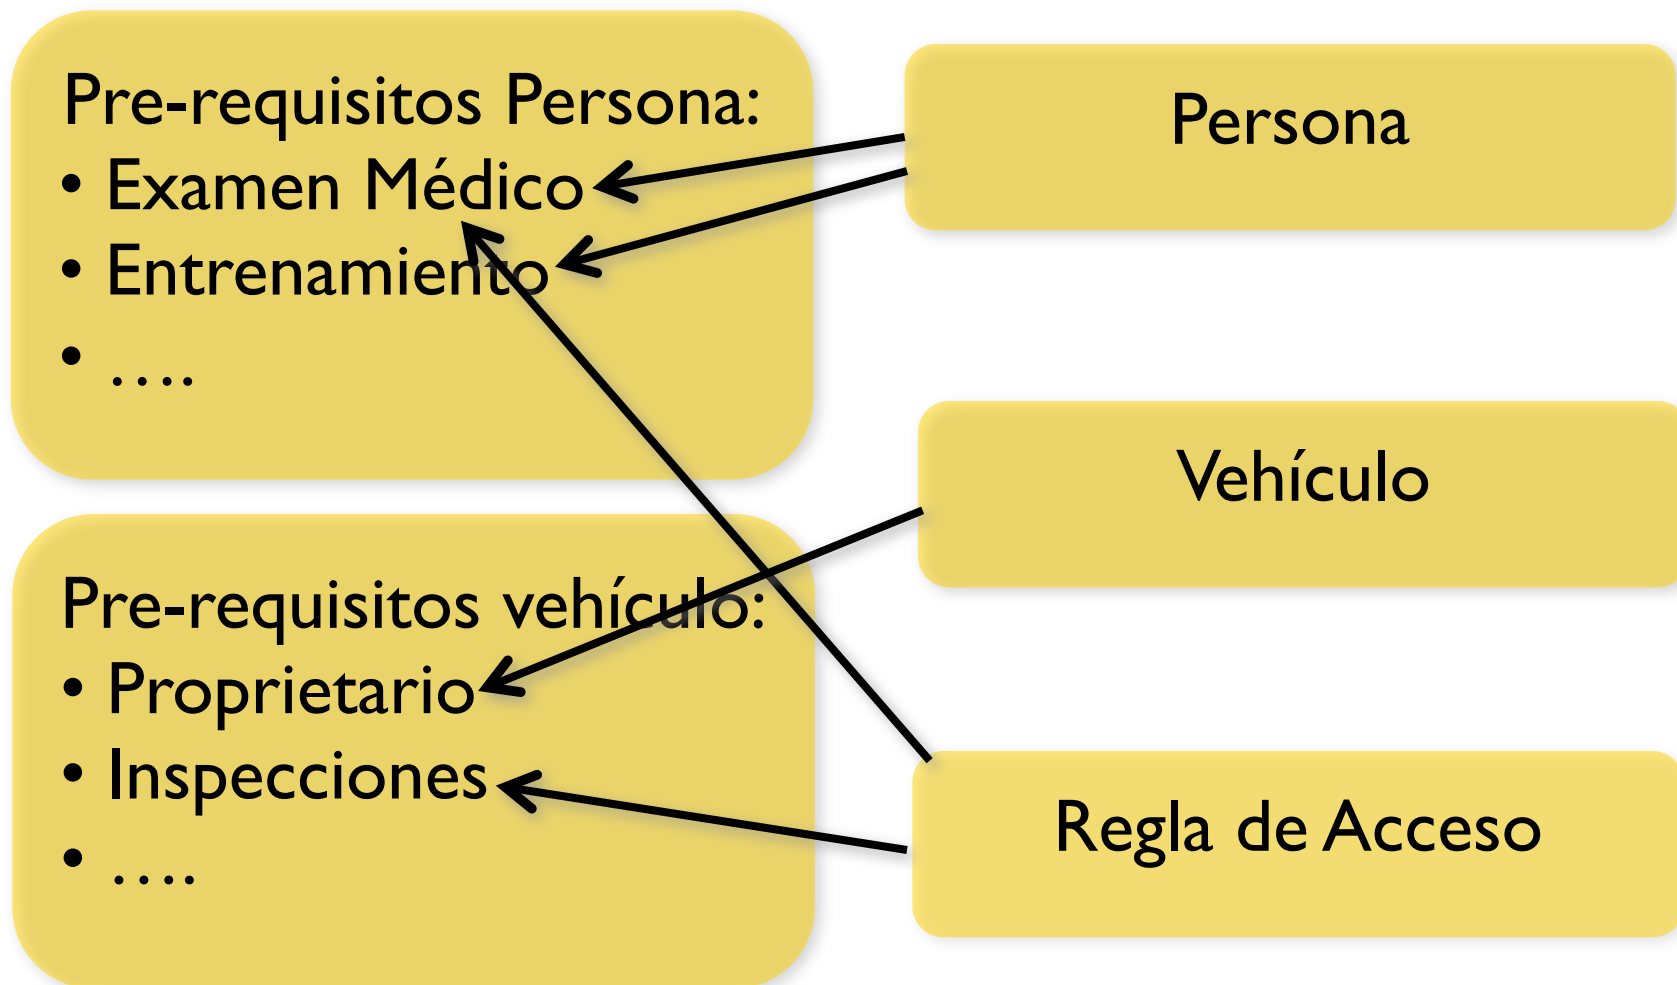 Pre-requisitos Persona:
• Examen Médico
• Entrenamiento
• ....
Pre-requisitos vehículo:
• Proprietario
• Inspecciones
• ....
Persona
Vehículo
Regla de Acceso